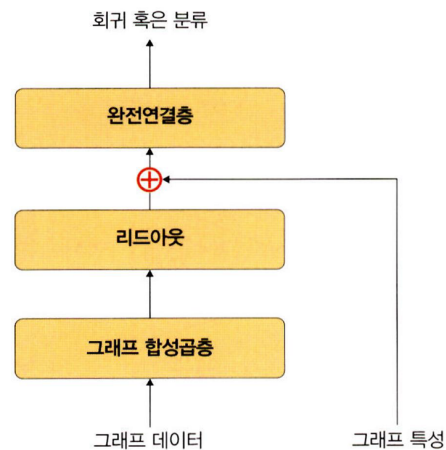 회귀 혹은 분류
완전연결층
리드아웃
그래프 합성곱층
그래프 데이터
그래프 특성